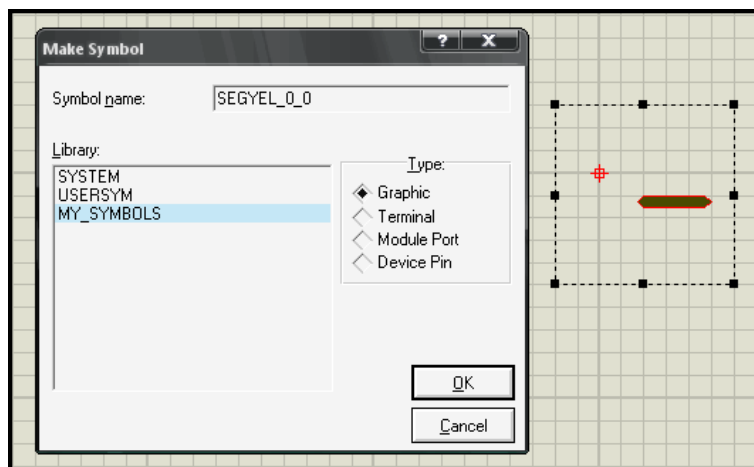 Make Symbol
?
X
Symbol name: SEGYEL_0_0
Library:
SYSTEM
USERSYM
MY_SYMBOLS
Type:
Graphic
Terminal
Module Port
Device Pin
OK
Cancel